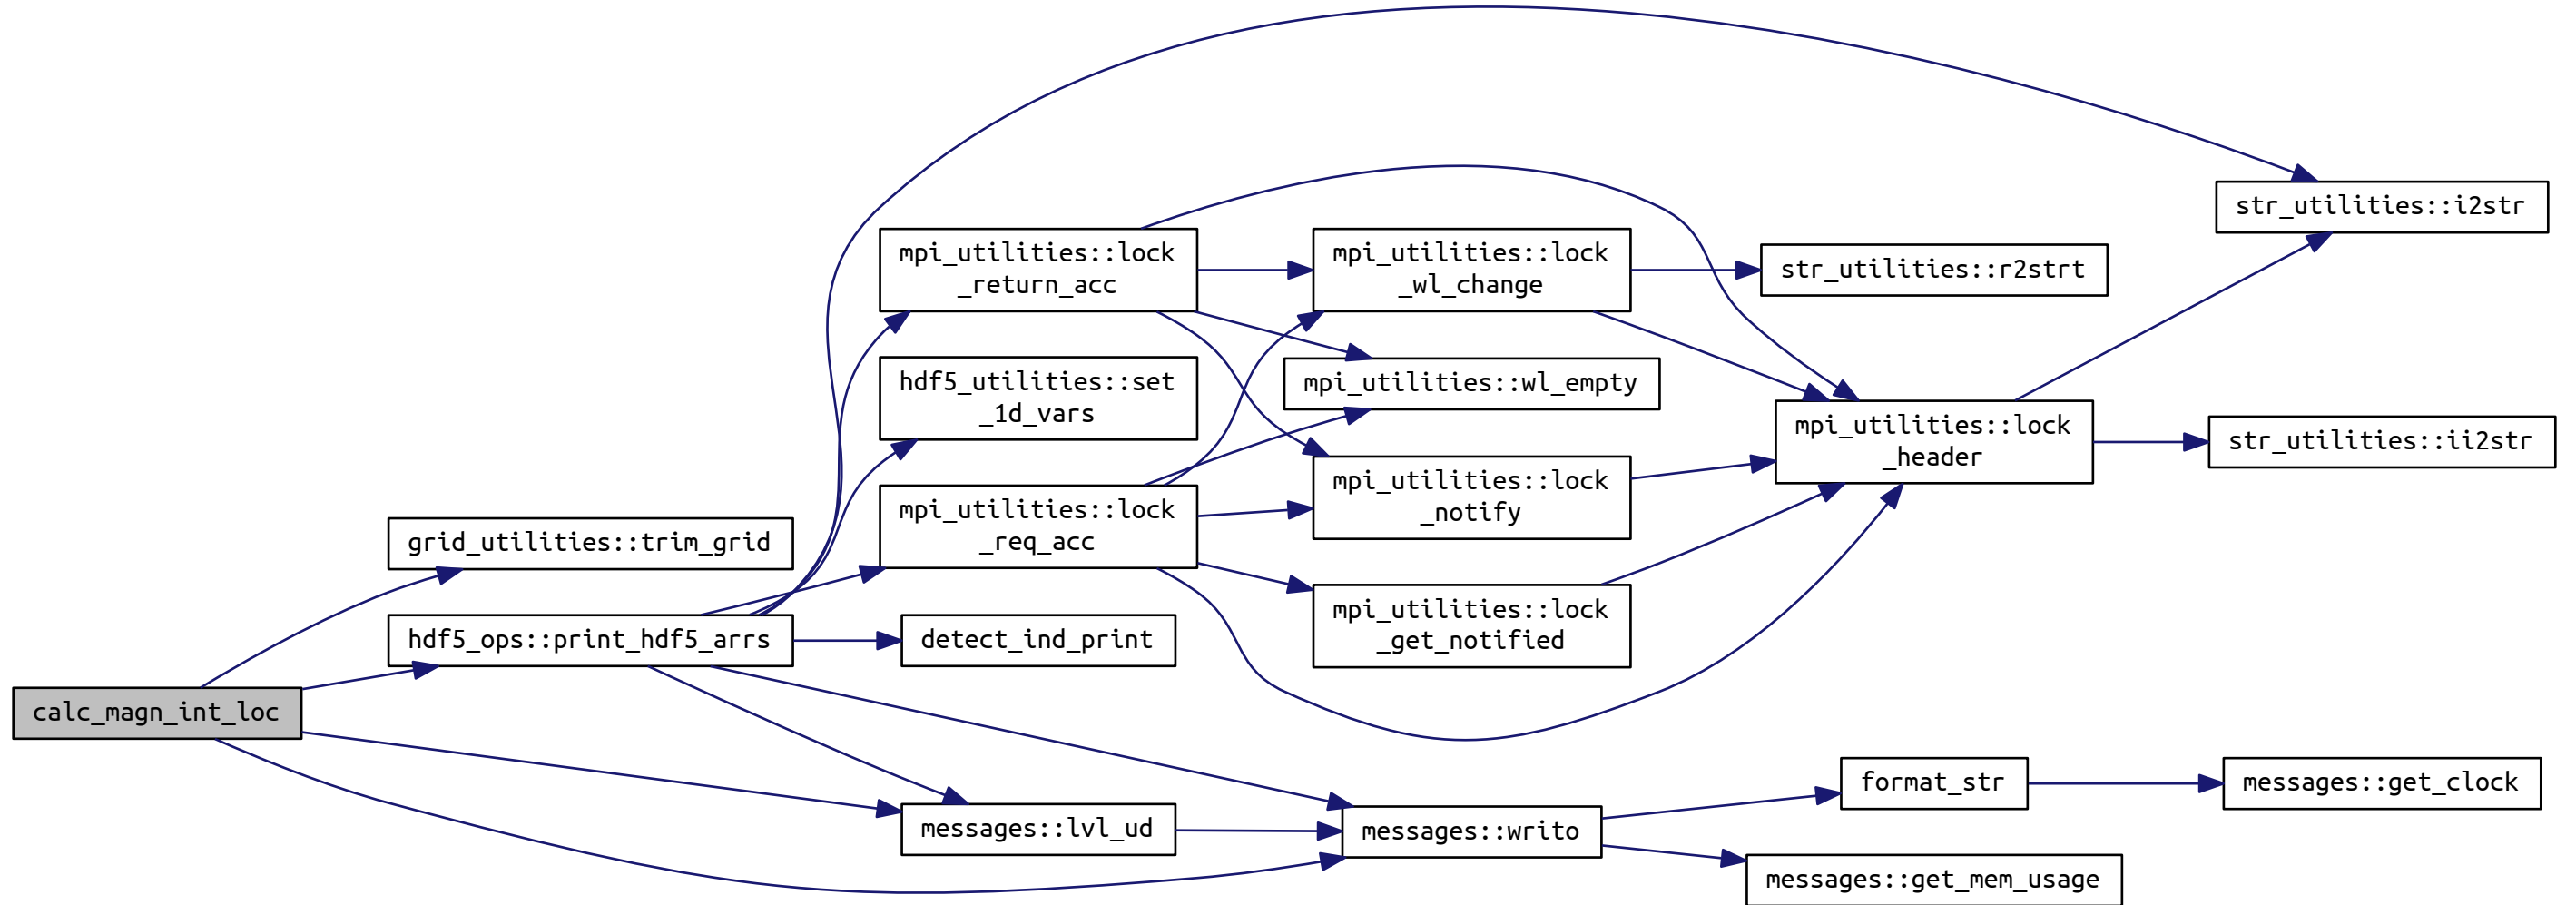 calc_magn_int_loc
grid_utilities::trim_grid
hdf5_ops::print_hdf5_arrs
mpi_utilities::lock
_return_acc
hdf5_utilities::set
_1d_vars
mpi_utilities::lock
_req_acc
detect_ind_print
messages::lvl_ud
mpi_utilities::lock
_wl_change
mpi_utilities::wl_empty
mpi_utilities::lock
_notify
mpi_utilities::lock
_get_notified
messages::writo
str_utilities::r2strt
mpi_utilities::lock
_header
format_str
messages::get_mem_usage
str_utilities::i2str
str_utilities::ii2str
messages::get_clock